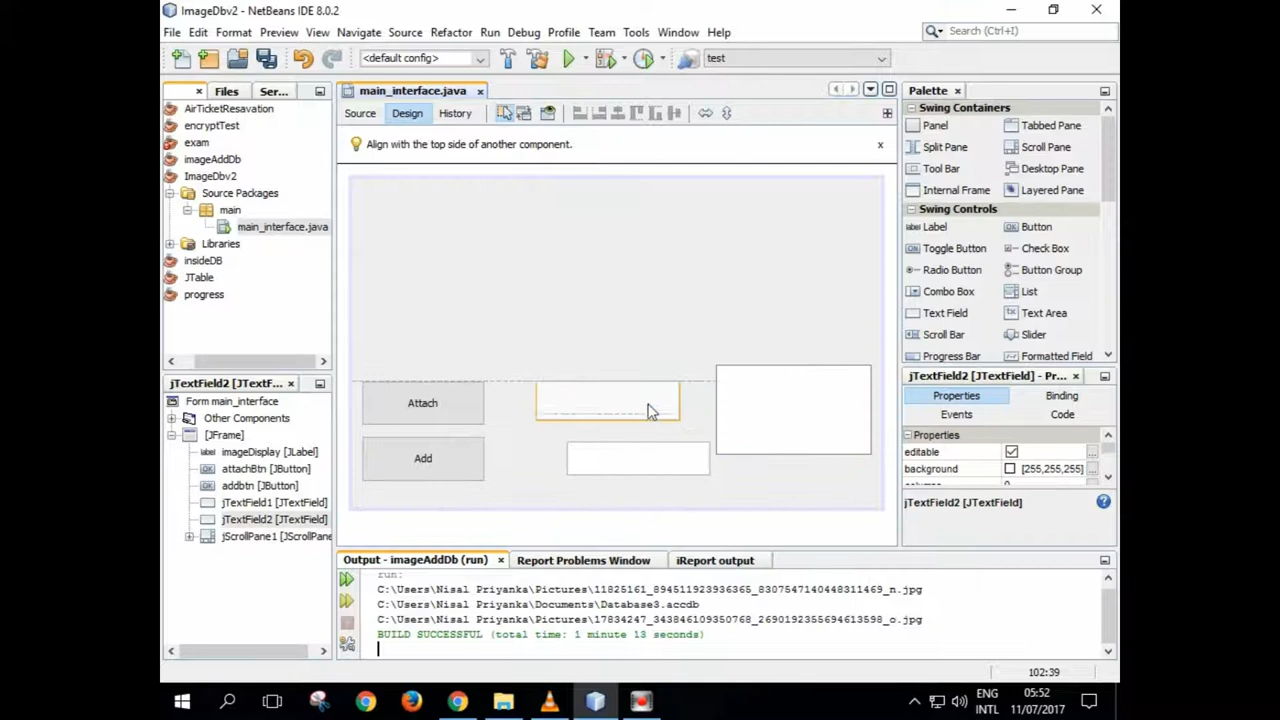 ImageDbv2 - NetBeans IDE 8.0.2
File Edit Format Preview View Navigate Source Refactor Run Debug Profile Team Tools Window Help
Search (Ctrl+I)
<default config>
test
Files
Ser...
AirTicketResavation
encryptTest
exam
imageAddDb
ImageDbv2
Source Packages
main
main_interface.java
Libraries
insideDB
JTable
progress
main_interface.java
Source Design History
Align with the top side of another component.
Attach
Add
Palette
Swing Containers
Panel Tabbed Pane
Split Pane Scroll Pane
Tool Bar Desktop Pane
Internal Frame Layered Pane
Swing Controls
Label Button
Toggle Button Check Box
Radio Button Button Group
Combo Box List
Text Field Text Area
Scroll Bar Slider
Progress Bar Formatted Field
jTextField2 [JTextF...
Form main_interface
Other Components
[JFrame]
imageDisplay [JLabel]
attachBtn [JButton]
addbtn [JButton]
jTextField1 [JTextField]
jTextField2 [JTextField]
jScrollPane1 [JScrollPane
jTextField2 [JTextField] - Pr...
Properties Binding
Events Code
Properties
editable
background [255,255,255]
jTextField2 [JTextField]
Output - imageAddDb (run)
Report Problems Window
iReport output
run:
C:\Users\Nisal Priyanka\Pictures\11825161_894511923936365_8307547140448311469_n.jpg
C:\Users\Nisal Priyanka\Documents\Database3.accdb
C:\Users\Nisal Priyanka\Pictures\17834247_343846109350768_2690192355694613598_o.jpg
BUILD SUCCESSFUL (total time: 1 minute 13 seconds)
102:39
ENG
INTL
05:52
11/07/2017